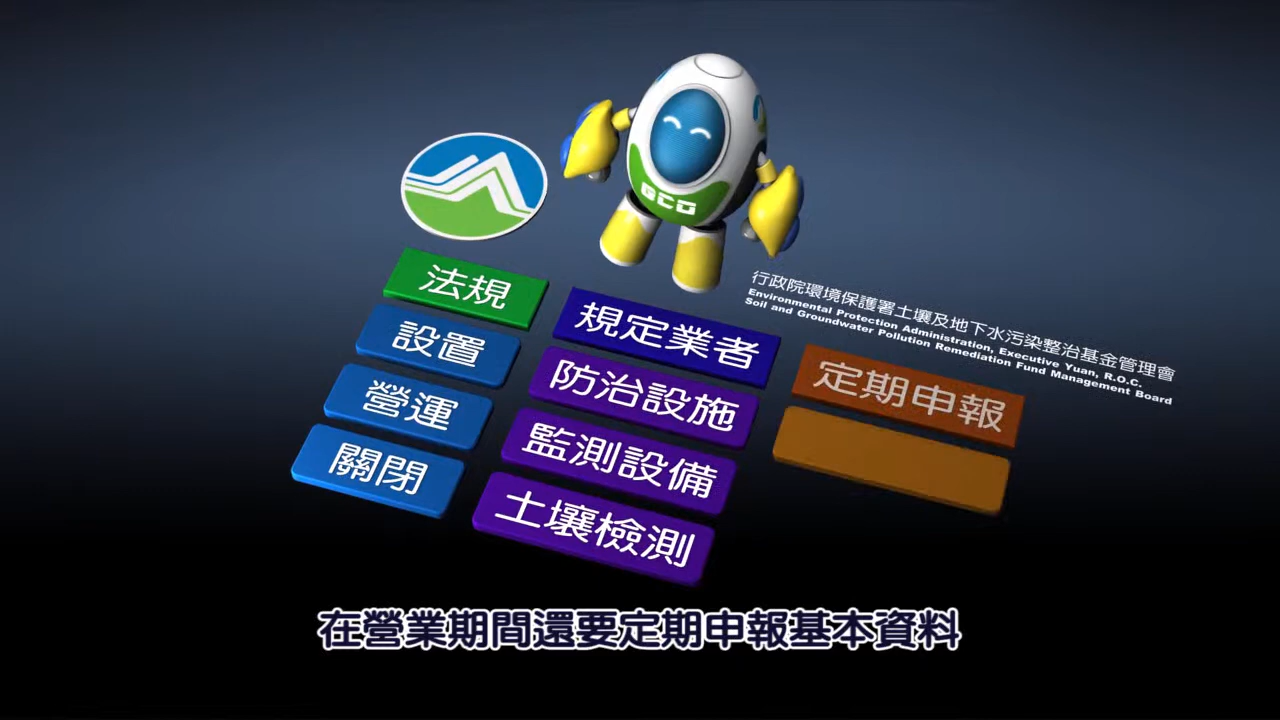 GCG
行政院環境保護署土壤及地下水污染整治基金管理會
Environmental Protection Administration, Executive Yuan, R.O.C.
Soil and Groundwater Pollution Remediation Fund Management Board
法規
設置
營運
關閉
規定業者
防治設施
監測設備
土壤檢測
定期申報
在營業期間還要定期申報基本資料